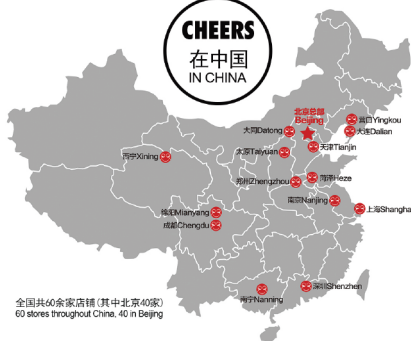 CHEERS
在中国
IN CHINA
北京总部
Beijing
营口Yingkou
大连Dalian
大同Datong
天津Tianjin
太原Taiyuan
西宁Xining
郑州Zhengzhou
菏泽Heze
南京Nanjing
上海Shangha
绵阳Mianyang
成都Chengdu
深圳Shenzhen
南宁Nanning
全国共60余家店铺(其中北京40家)
60 stores throughout China, 40 in Beijing